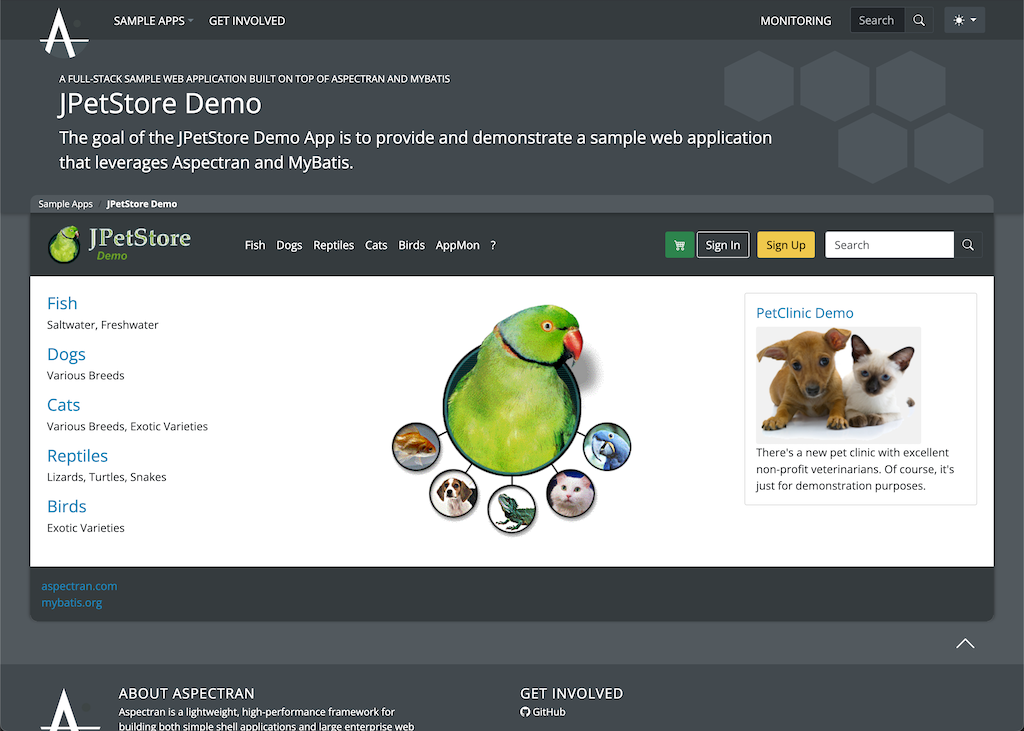 SAMPLE APPS GET INVOLVED MONITORING Search
A FULL-STACK SAMPLE WEB APPLICATION BUILT ON TOP OF ASPECTRAN AND MYBATIS
JPetStore Demo
The goal of the JPetStore Demo App is to provide and demonstrate a sample web application
that leverages Aspectran and MyBatis.
Sample Apps / JPetStore Demo
JPetStore
Demo
Fish Dogs Reptiles Cats Birds AppMon ? Sign In Sign Up Search
Fish
Saltwater, Freshwater
Dogs
Various Breeds
Cats
Various Breeds, Exotic Varieties
Reptiles
Lizards, Turtles, Snakes
Birds
Exotic Varieties
PetClinic Demo
There's a new pet clinic with excellent
non-profit veterinarians. Of course, it's
just for demonstration purposes.
aspectran.com
mybatis.org
ABOUT ASPECTRAN
Aspectran is a lightweight, high-performance framework for
building both simple shell applications and large enterprise web
GET INVOLVED
GitHub